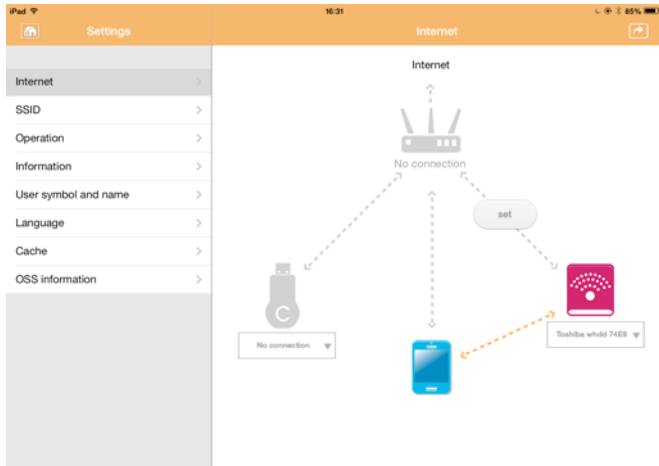 iPad 16:31 85%
Settings Internet
Internet
Internet
SSID
Operation
Information
No connection
User symbol and name
set
Language
Cache
OSS information
C
No connection
Toshiba whdd 74E9